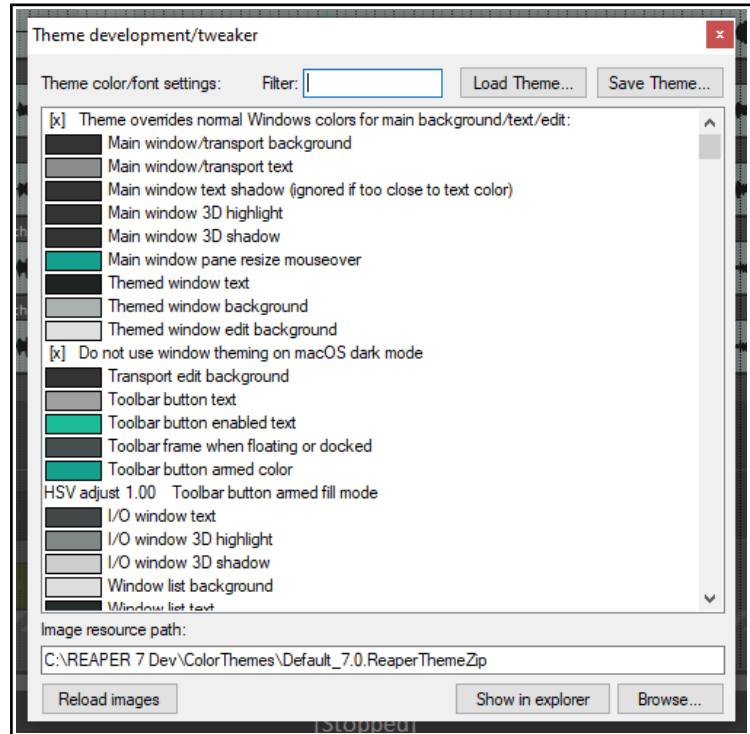 Theme development/tweaker
x
Theme color/font settings: Filter: Load Theme... Save Theme...
[x] Theme overrides normal Windows colors for main background/text/edit:
Main window/transport background
Main window/transport text
Main window text shadow (ignored if too close to text color)
Main window 3D highlight
Main window 3D shadow
Main window pane resize mouseover
Themed window text
Themed window background
Themed window edit background
[x] Do not use window theming on macOS dark mode
Transport edit background
Toolbar button text
Toolbar button enabled text
Toolbar frame when floating or docked
Toolbar button armed color
HSV adjust 1.00 Toolbar button armed fill mode
I/O window text
I/O window 3D highlight
I/O window 3D shadow
Window list background
Window list text
Image resource path:
C:\REAPER 7 Dev\ColorThemes\Default_7.0.ReaperThemeZip
Reload images Show in explorer Browse...
[Stopped]